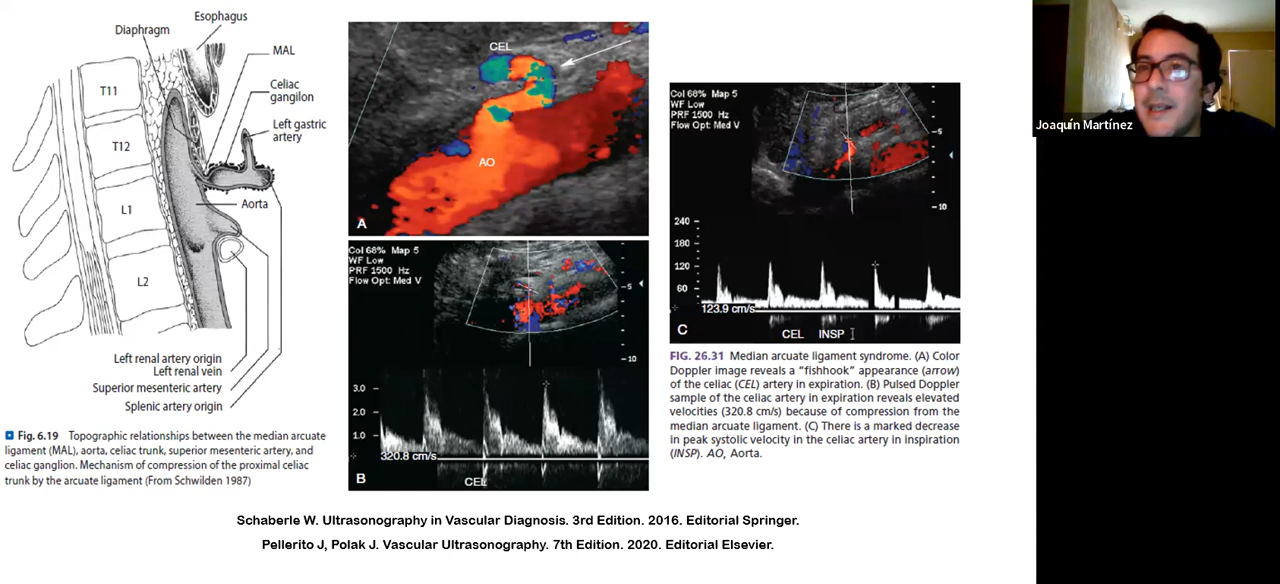 Esophagus
Diaphragm
MAL
T11
Celiac
ganglion
Left gastric
artery
T12
L1
Aorta
L2
Left renal artery origin
Left renal vein
Superior mesenteric artery
Splenic artery origin
Fig. 6.19 Topographic relationships between the median arcuate
ligament (MAL), aorta, celiac trunk, superior mesenteric artery, and
celiac ganglion. Mechanism of compression of the proximal celiac
trunk by the arcuate ligament (From Schwilden 1987)
CEL
AO
A
Col 68% Map 5
WF Low
PRF 1500 Hz
Flow Opt: Med V
-5
-10
3.0
2.0
1.0
320.8 cm/s
CEL
B
Col 68% Map 5
WF Low
PRF 1500 Hz
Flow Opt: Med V
-5
-10
240
180
120
60
123.9 cm/s
C
CEL INSP
FIG. 26.31 Median arcuate ligament syndrome. (A) Color
Doppler image reveals a “fishhook” appearance (arrow)
of the celiac (CEL) artery in expiration. (B) Pulsed Doppler
sample of the celiac artery in expiration reveals elevated
velocities (320.8 cm/s) because of compression from the
median arcuate ligament. (C) There is a marked decrease
in peak systolic velocity in the celiac artery in inspiration
(INSP). AO, Aorta.
Schaberle W. Ultrasonography in Vascular Diagnosis. 3rd Edition. 2016. Editorial Springer.
Pellerito J, Polak J. Vascular Ultrasonography. 7th Edition. 2020. Editorial Elsevier.
Joaquín Martínez